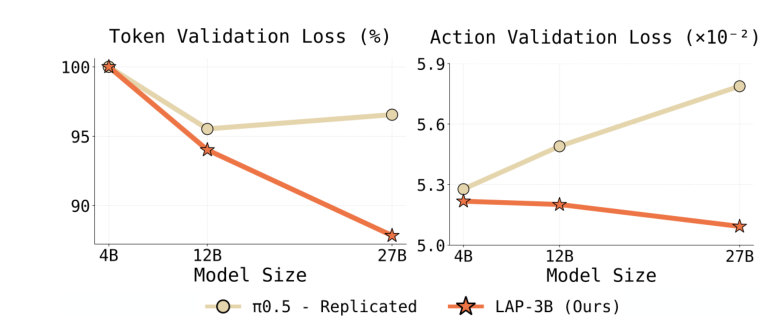 Token Validation Loss (%)
100
95
90
4B 12B 27B
Model Size
Action Validation Loss (×10⁻²)
5.9
5.6
5.3
5.0
4B 12B 27B
Model Size
π0.5 - Replicated
LAP-3B (Ours)